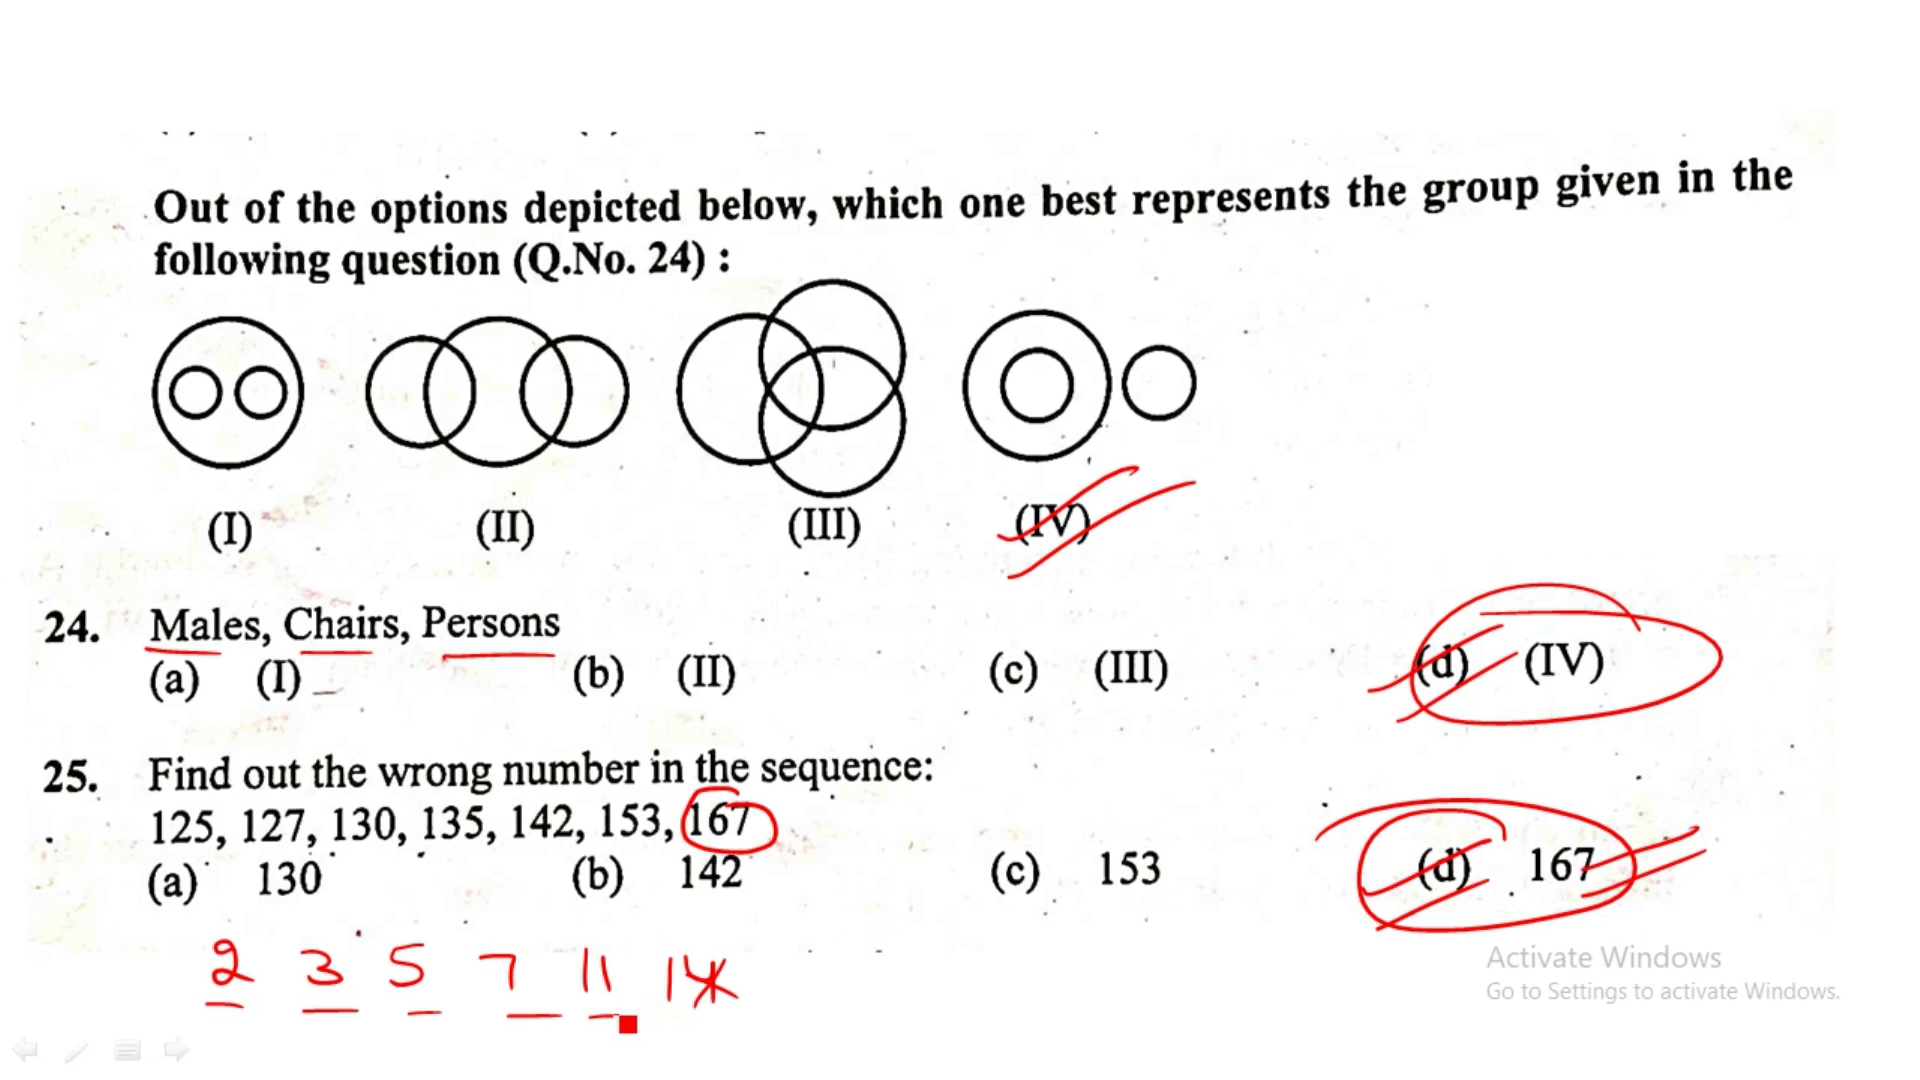 Out of the options depicted below, which one best represents the group given in the
following question (Q.No. 24) :
(I) (II) (III) (IV)
24. Males, Chairs, Persons
(a) (I) (b) (II) (c) (III) (d) (IV)
25. Find out the wrong number in the sequence:
125, 127, 130, 135, 142, 153, 167
(a) 130 (b) 142 (c) 153 (d) 167
2 3 5 7 11 14
Activate Windows
Go to Settings to activate Windows.